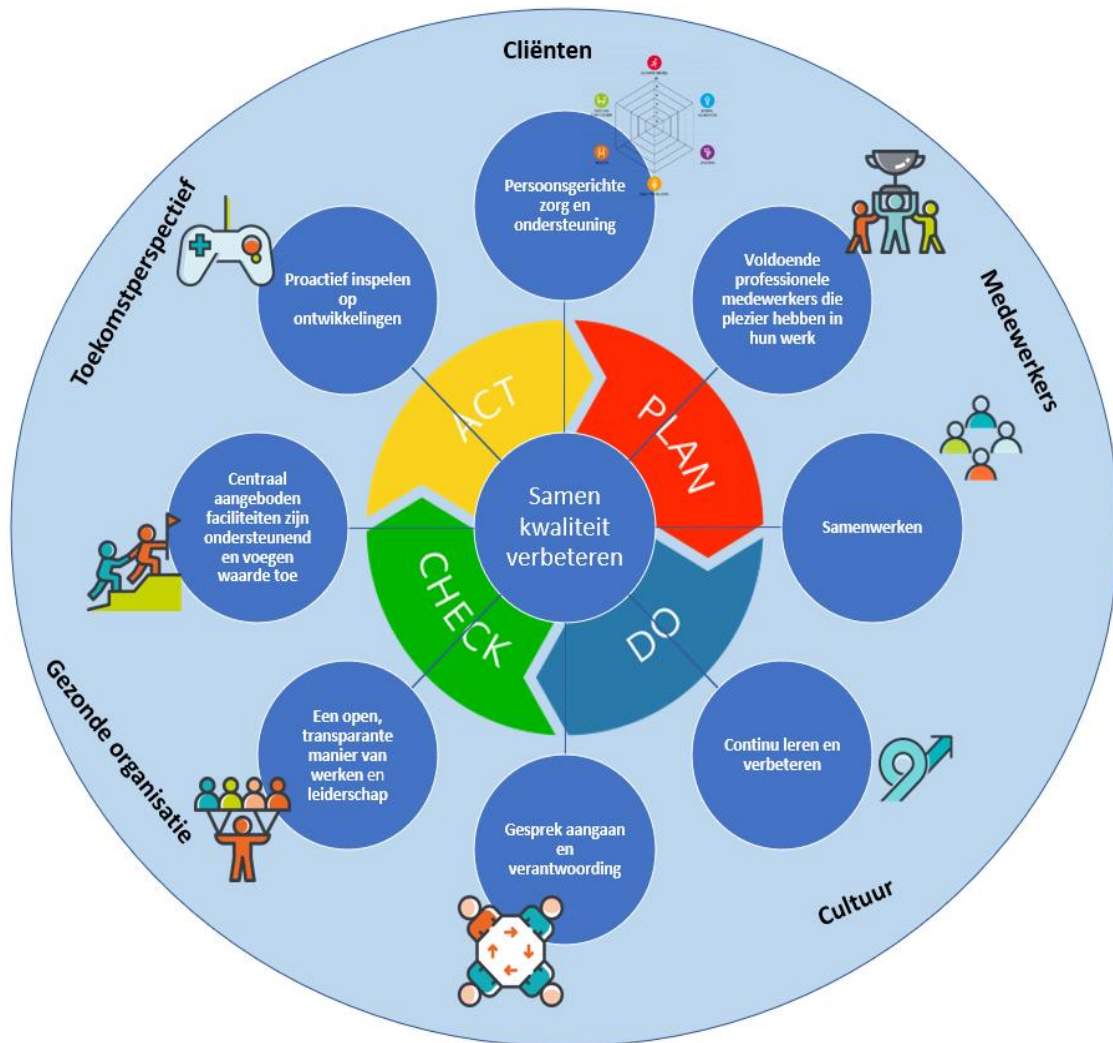 Cliënten
Persoonsgerichte
zorg en
ondersteuning
Voldoende
professionele
medewerkers die
plezier hebben in
hun werk
Medewerkers
Samenwerken
Continu leren en
verbeteren
Cultuur
Gesprek aangaan
en
verantwoording
Een open,
transparante
manier van
werken en
leiderschap
Gezonde organisatie
Centraal
aangeboden
faciliteiten zijn
ondersteunend
en voegen
waarde toe
Toekomstperspectief
Proactief inspelen
op
ontwikkelingen
PLAN
DO
CHECK
ACT
Samen
kwaliteit
verbeteren